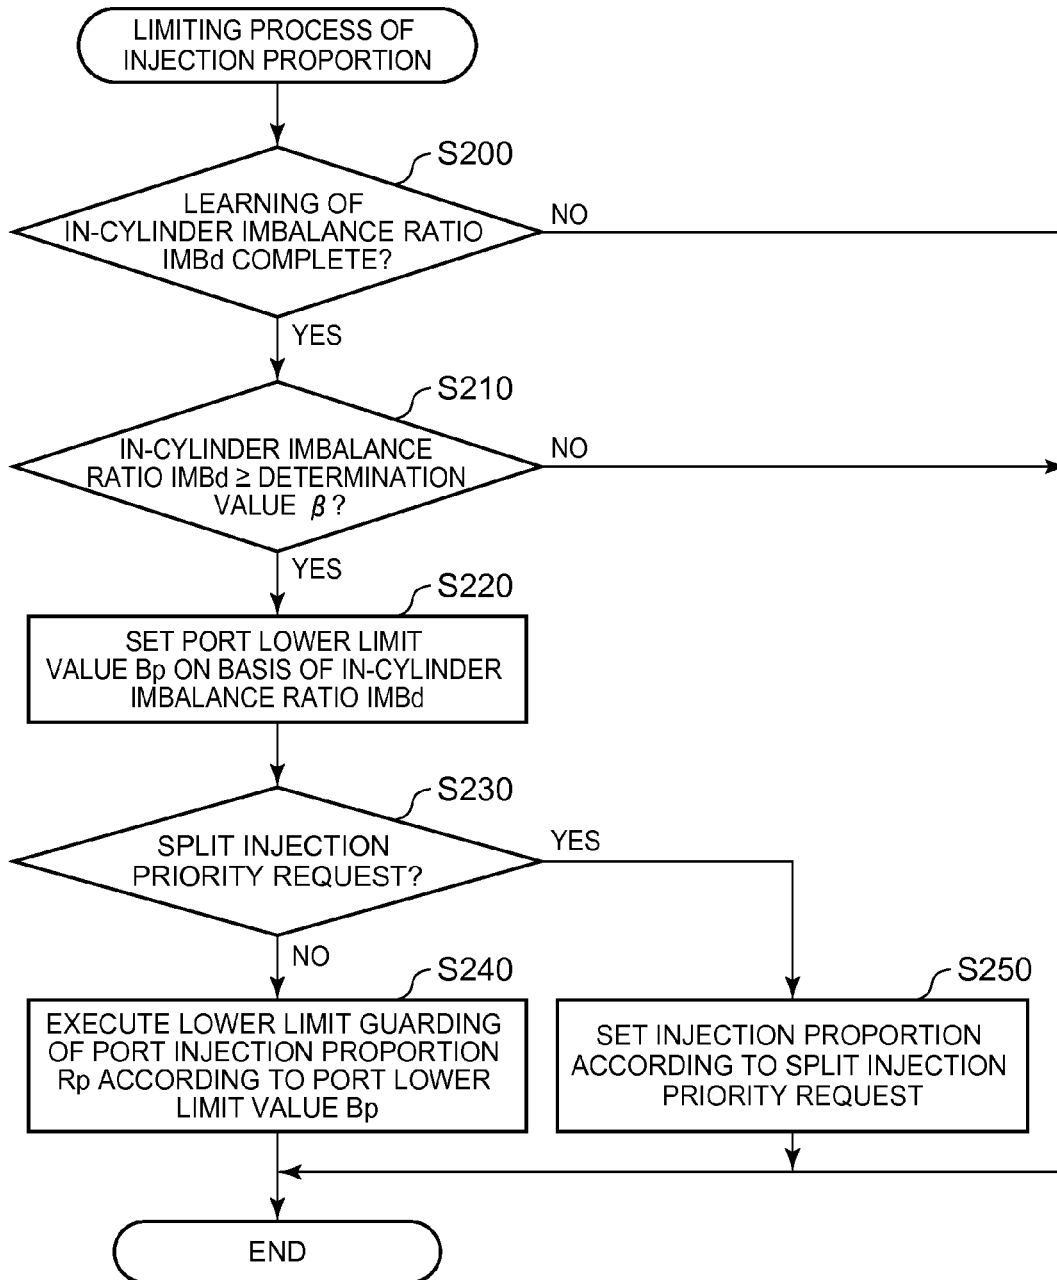 LIMITING PROCESS OF
INJECTION PROPORTION
S200
LEARNING OF
IN-CYLINDER IMBALANCE RATIO
IMBd COMPLETE?
NO
YES
S210
IN-CYLINDER IMBALANCE
RATIO IMBd ≧ DETERMINATION
VALUE β?
NO
YES
S220
SET PORT LOWER LIMIT
VALUE Bp ON BASIS OF IN-CYLINDER
IMBALANCE RATIO IMBd
S230
SPLIT INJECTION
PRIORITY REQUEST?
YES
NO
S240
EXECUTE LOWER LIMIT GUARDING
OF PORT INJECTION PROPORTION
Rp ACCORDING TO PORT LOWER
LIMIT VALUE Bp
S250
SET INJECTION PROPORTION
ACCORDING TO SPLIT INJECTION
PRIORITY REQUEST
END